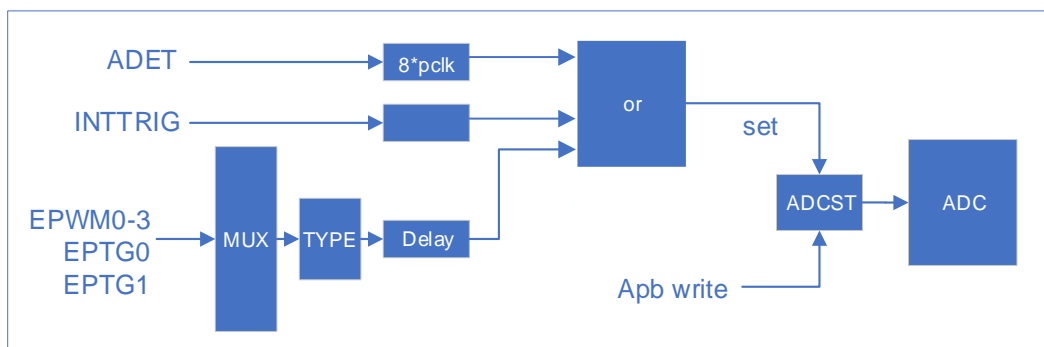 ADET
8*pclk
INTTRIG
or
set
EPWM0-3
EPTG0
EPTG1
MUX
TYPE
Delay
ADCST
ADC
Apb write